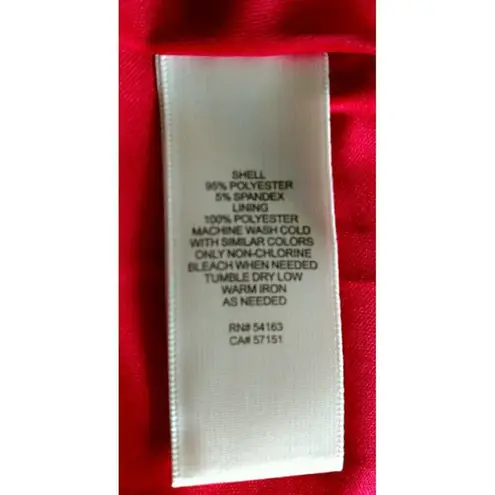 SHELL
95% POLYESTER
5% SPANDEX
LINING
100% POLYESTER
MACHINE WASH COLD
WITH SIMILAR COLORS
ONLY NON-CHLORINE
BLEACH WHEN NEEDED
TUMBLE DRY LOW
WARM IRON
AS NEEDED
RN# 54163
CA# 57151